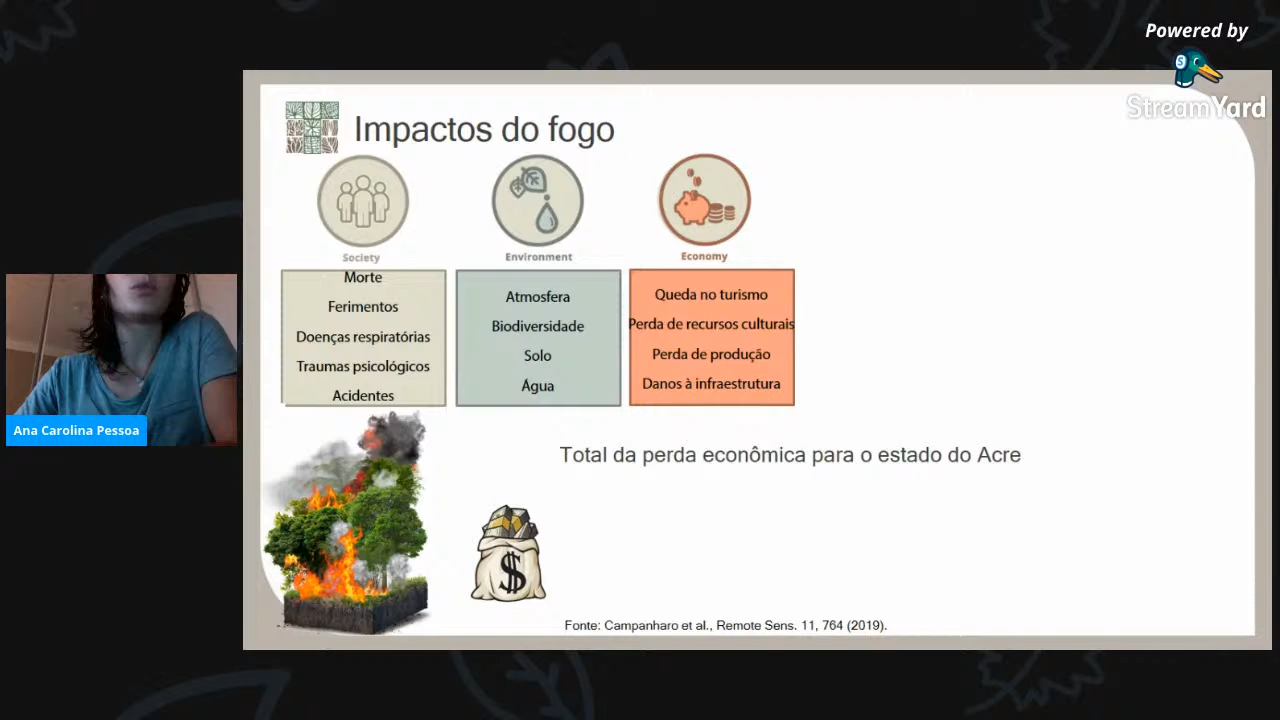 Powered by
StreamYard
Impactos do fogo
Society
Environment
Economy
Morte
Ferimentos
Doenças respiratórias
Traumas psicológicos
Acidentes
Atmosfera
Biodiversidade
Solo
Água
Queda no turismo
Perda de recursos culturais
Perda de produção
Danos à infraestrutura
Ana Carolina Pessoa
Total da perda econômica para o estado do Acre
$
Fonte: Campanharo et al., Remote Sens. 11, 764 (2019).